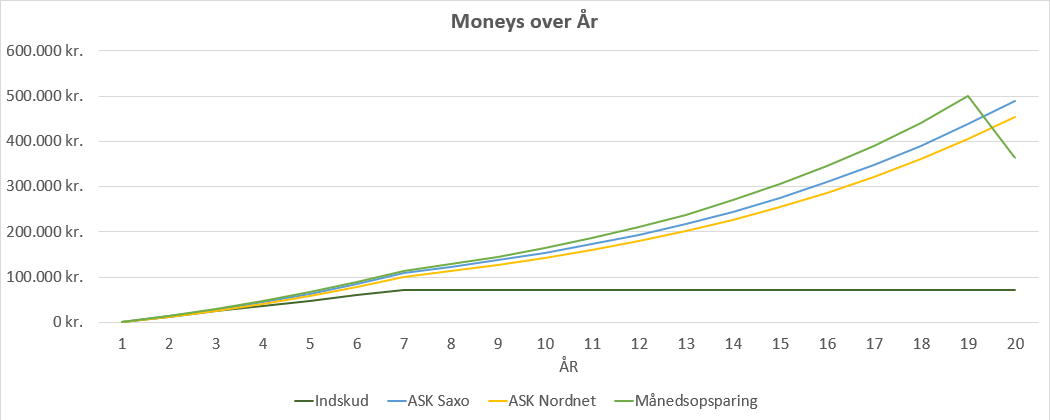 Moneys over År
600.000 kr.
500.000 kr.
400.000 kr.
300.000 kr.
200.000 kr.
100.000 kr.
0 kr.
1 2 3 4 5 6 7 8 9 10 11 12 13 14 15 16 17 18 19 20
ÅR
Indskud ASK Saxo ASK Nordnet Månedsopsparing